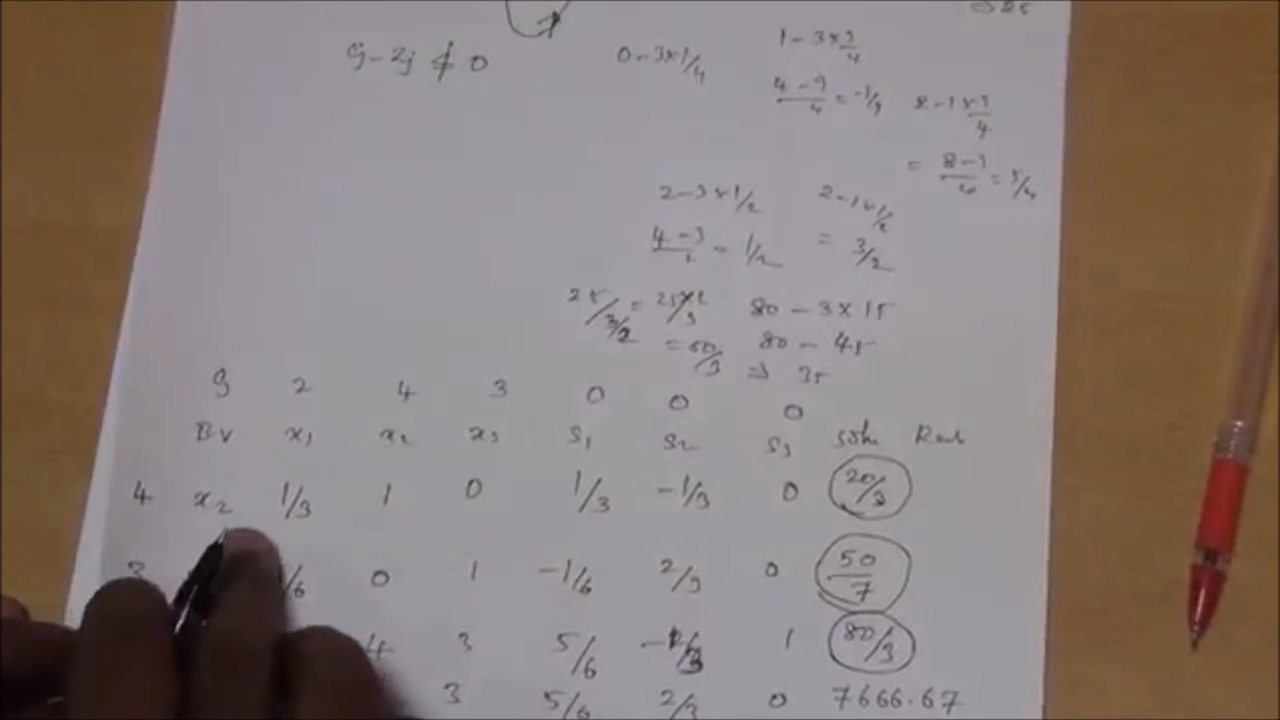 ⇒ 25
Cj - Zj ≮ 0
0 - 3×1/4
1 - 3×3/4
4 - 9/4 = -1/9
2 - 1×3/4
= 8 - 3/4 = 5/4
2 - 3×1/2
4 - 3/2 = 1/2
2 - 1×1/2
= 3/2
25/3/2 = 25×2/3
= 50/3
80 - 3×15
80 - 45
⇒ 35
Cj 2 4 3 0 0 0
B.V x1 x2 x3 S1 S2 S3 Soln
4 x2 1/3 1 0 1/3 -1/3 0 20/3
/6 0 1 -1/6 2/3 0 50/7
4 3 5/6 1 80/3
3 5/6 2/3 0 7666.67